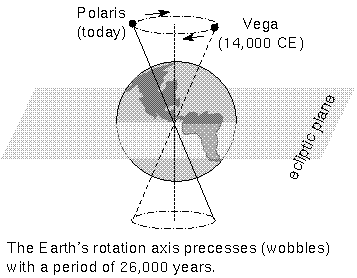 Polaris
(today)
Vega
(14,000 CE)
ecliptic plane
The Earth's rotation axis precesses (wobbles)
with a period of 26,000 years.